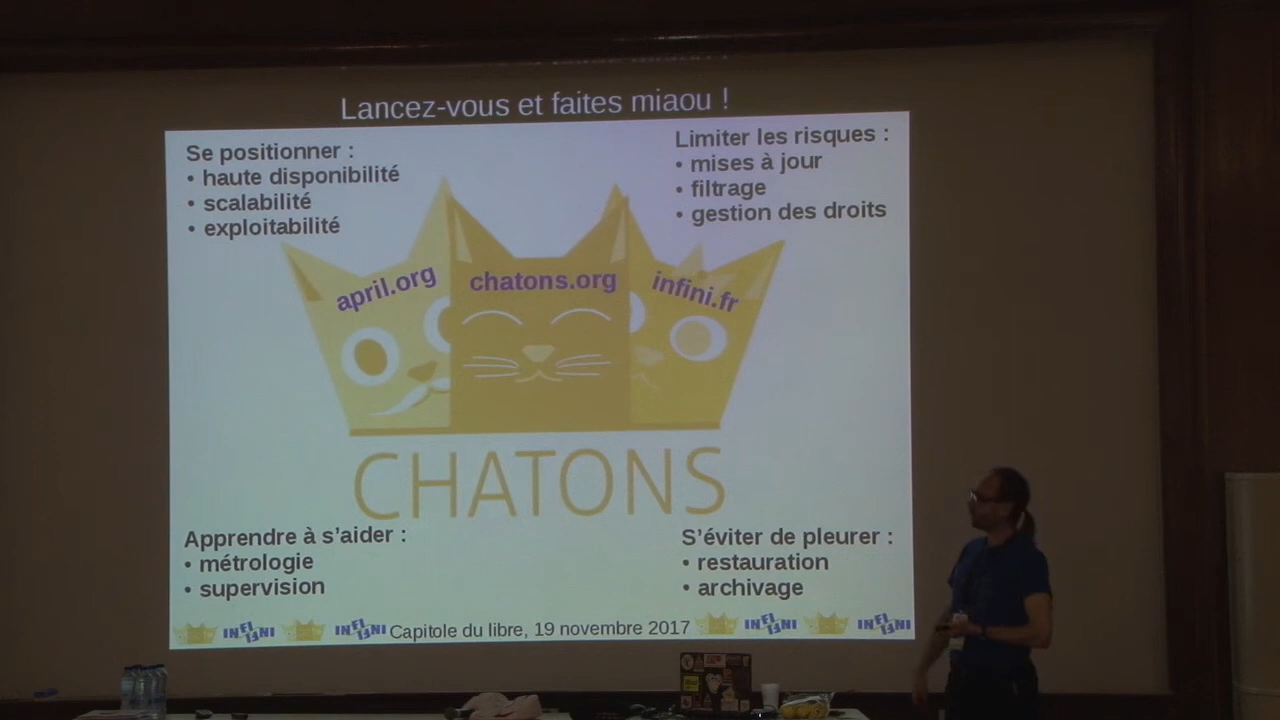 Lancez-vous et faites miaou !
Se positionner :
• haute disponibilité
• scalabilité
• exploitabilité
Limiter les risques :
• mises à jour
• filtrage
• gestion des droits
april.org
chatons.org
infini.fr
CHATONS
Apprendre à s’aider :
• métrologie
• supervision
S’éviter de pleurer :
• restauration
• archivage
INFINI INFINI Capitole du libre, 19 novembre 2017 INFINI INFINI